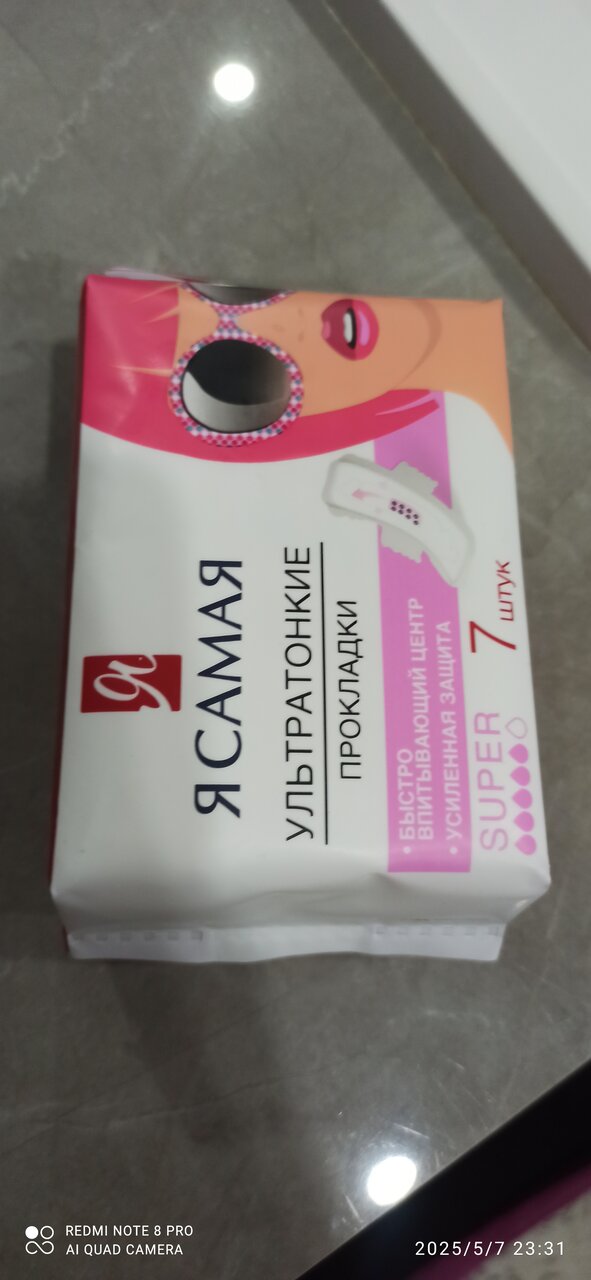 Я
Я САМАЯ
УЛЬТРАТОНКИЕ
ПРОКЛАДКИ
• БЫСТРО
ВПИТЫВАЮЩИЙ ЦЕНТР
• УСИЛЕННАЯ ЗАЩИТА
SUPER
7 ШТУК
REDMI NOTE 8 PRO
AI QUAD CAMERA
2025/5/7 23:31